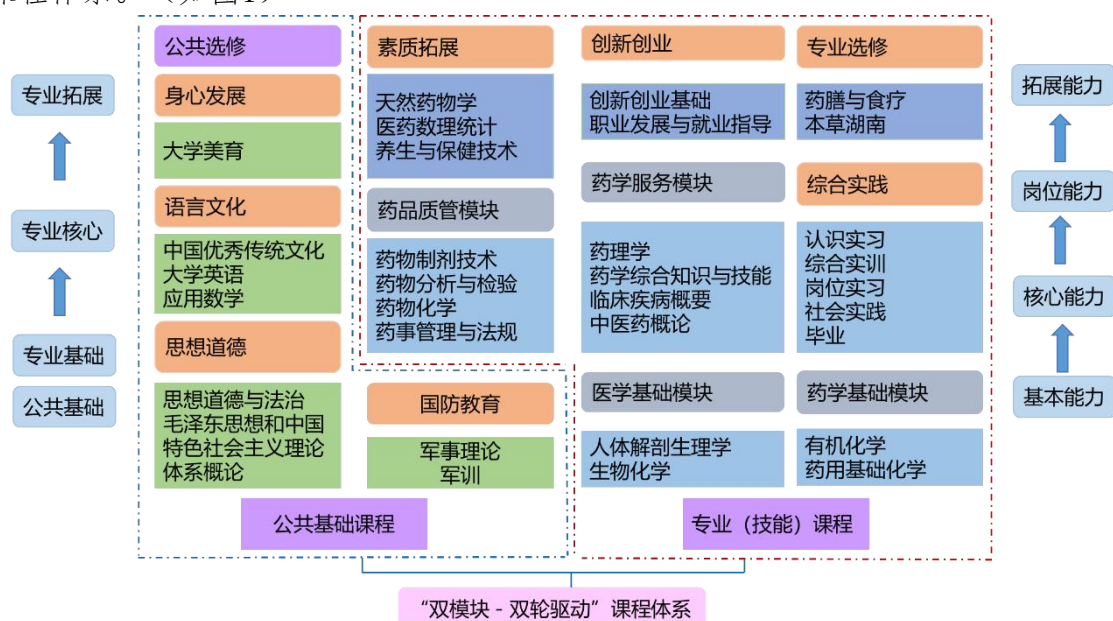 （如图1）
公共选修
素质拓展
创新创业
专业选修
专业拓展
专业核心
专业基础
公共基础
身心发展
大学美育
语言文化
中国优秀传统文化
大学英语
应用数学
思想道德
思想道德与法治
毛泽东思想和中国
特色社会主义理论
体系概论
天然药物学
医药数理统计
养生与保健技术
药品质管模块
药物制剂技术
药物分析与检验
药物化学
药事管理与法规
国防教育
军事理论
军训
创新创业基础
职业发展与就业指导
药学服务模块
药理学
药学综合知识与技能
临床疾病概要
中医药概论
医学基础模块
人体解剖生理学
生物化学
药膳与食疗
本草湖南
综合实践
认识实习
综合实训
岗位实习
社会实践
毕业
药学基础模块
有机化学
药用基础化学
拓展能力
岗位能力
核心能力
基本能力
公共基础课程
专业（技能）课程
“双模块 - 双轮驱动”课程体系